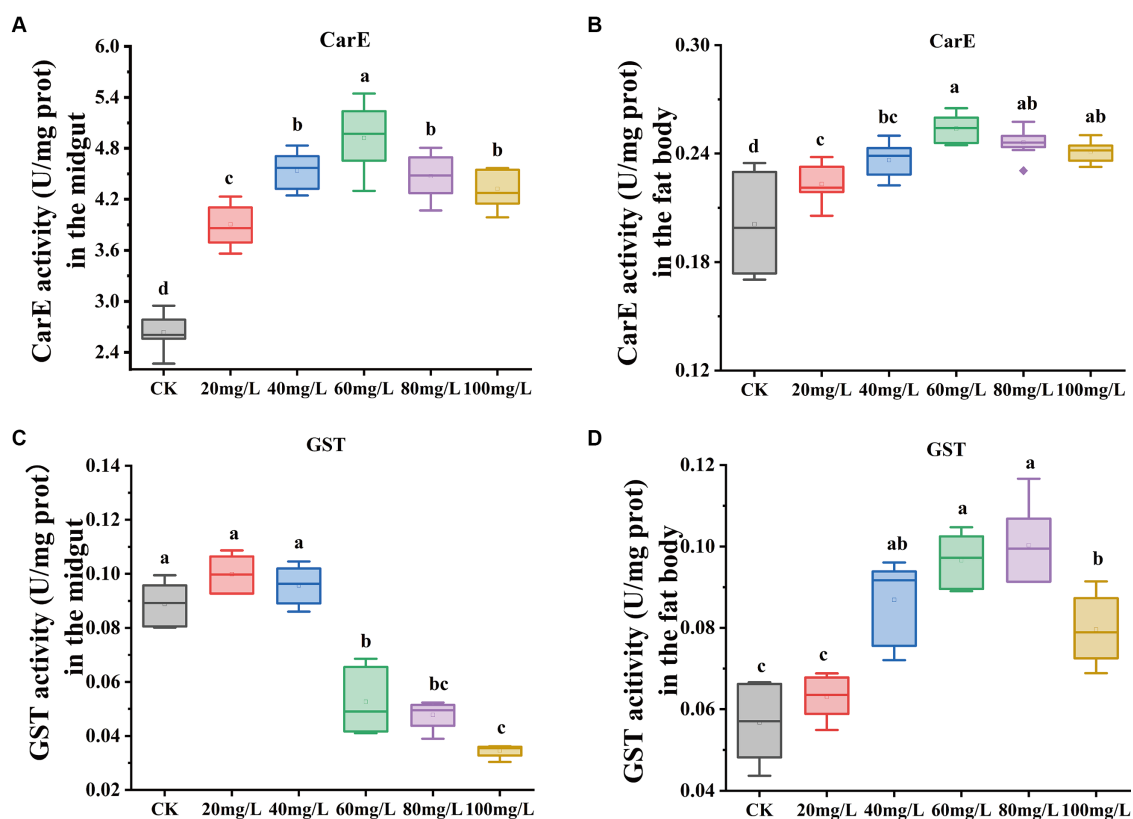 A
CarE
CarE activity (U/mg prot)
in the midgut
6.0
5.4
4.8
4.2
3.6
3.0
2.4
d
c
b
a
b
b
CK 20mg/L 40mg/L 60mg/L 80mg/L 100mg/L
B
CarE
CarE activity (U/mg prot)
in the fat body
0.30
0.24
0.18
0.12
d
c
bc
a
ab
ab
CK 20mg/L 40mg/L 60mg/L 80mg/L 100mg/L
C
GST
GST activity (U/mg prot)
in the midgut
0.14
0.12
0.10
0.08
0.06
0.04
0.02
a
a
a
b
bc
c
CK 20mg/L 40mg/L 60mg/L 80mg/L 100mg/L
D
GST
GST acitivity (U/mg prot)
in the fat body
0.12
0.10
0.08
0.06
0.04
c
c
ab
a
a
b
CK 20mg/L 40mg/L 60mg/L 80mg/L 100mg/L